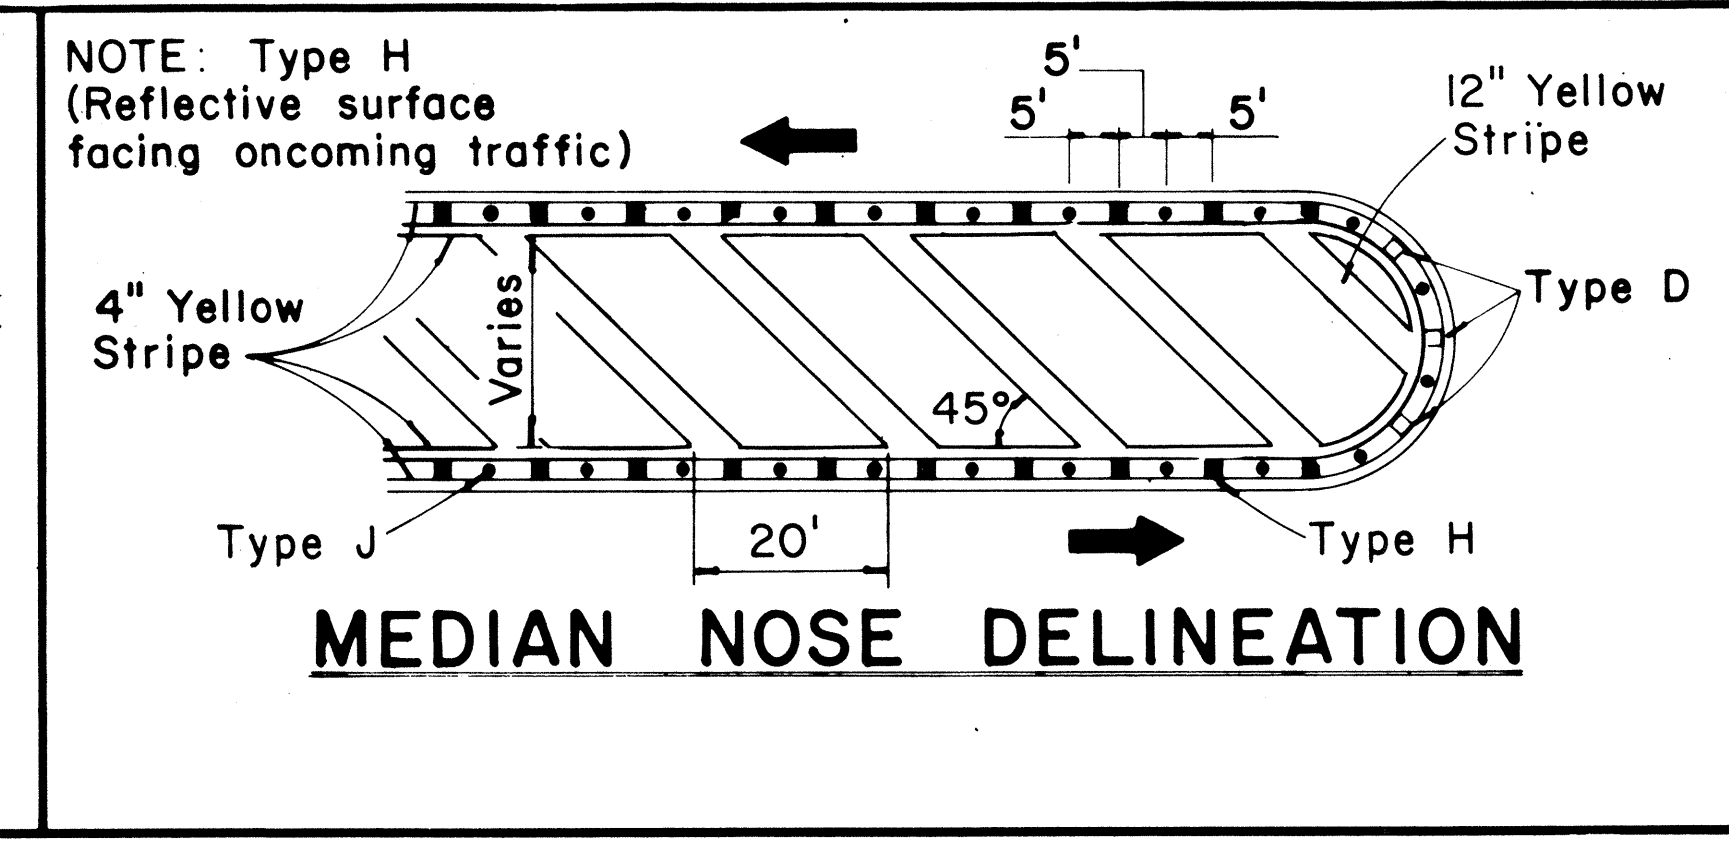 NOTE: Type H
(Reflective surface
facing oncoming traffic)
5'
5'
5'
12" Yellow
Stripe
4" Yellow
Stripe
Varies
45°
Type D
Type J
20'
Type H
MEDIAN NOSE DELINEATION